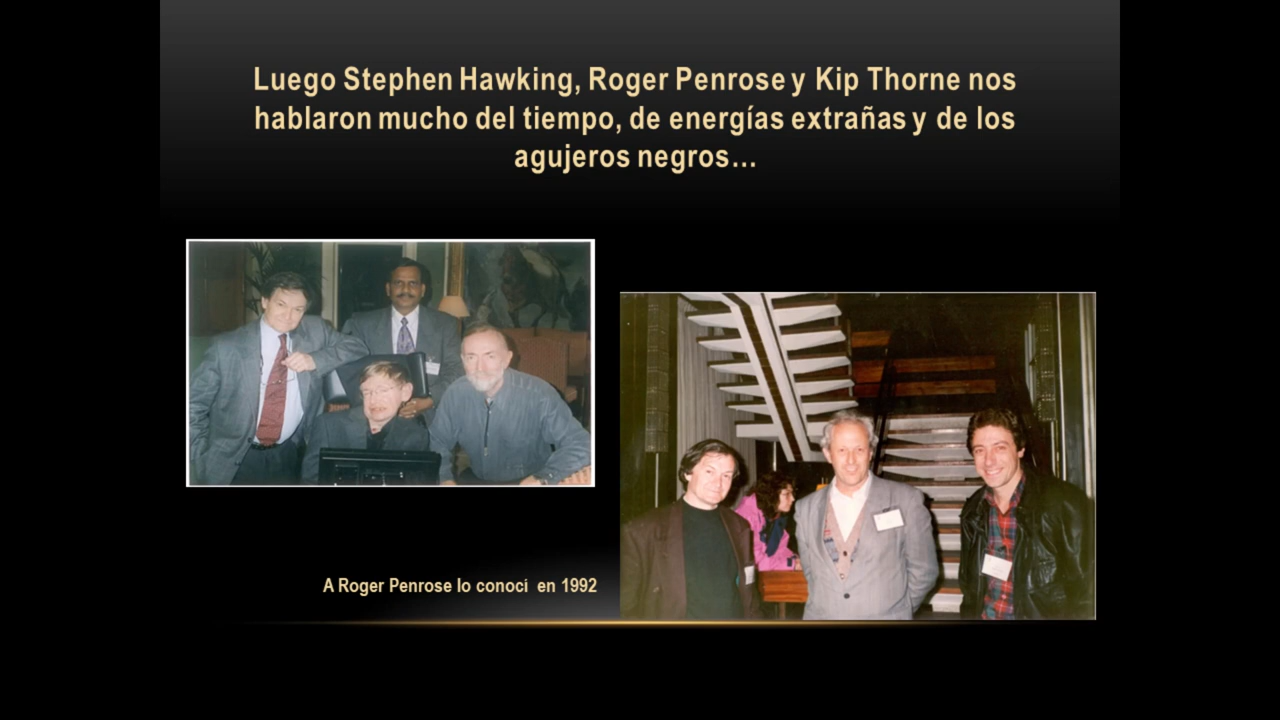 Luego Stephen Hawking, Roger Penrose y Kip Thorne nos
hablaron mucho del tiempo, de energías extrañas y de los
agujeros negros…
A Roger Penrose lo conoci en 1992